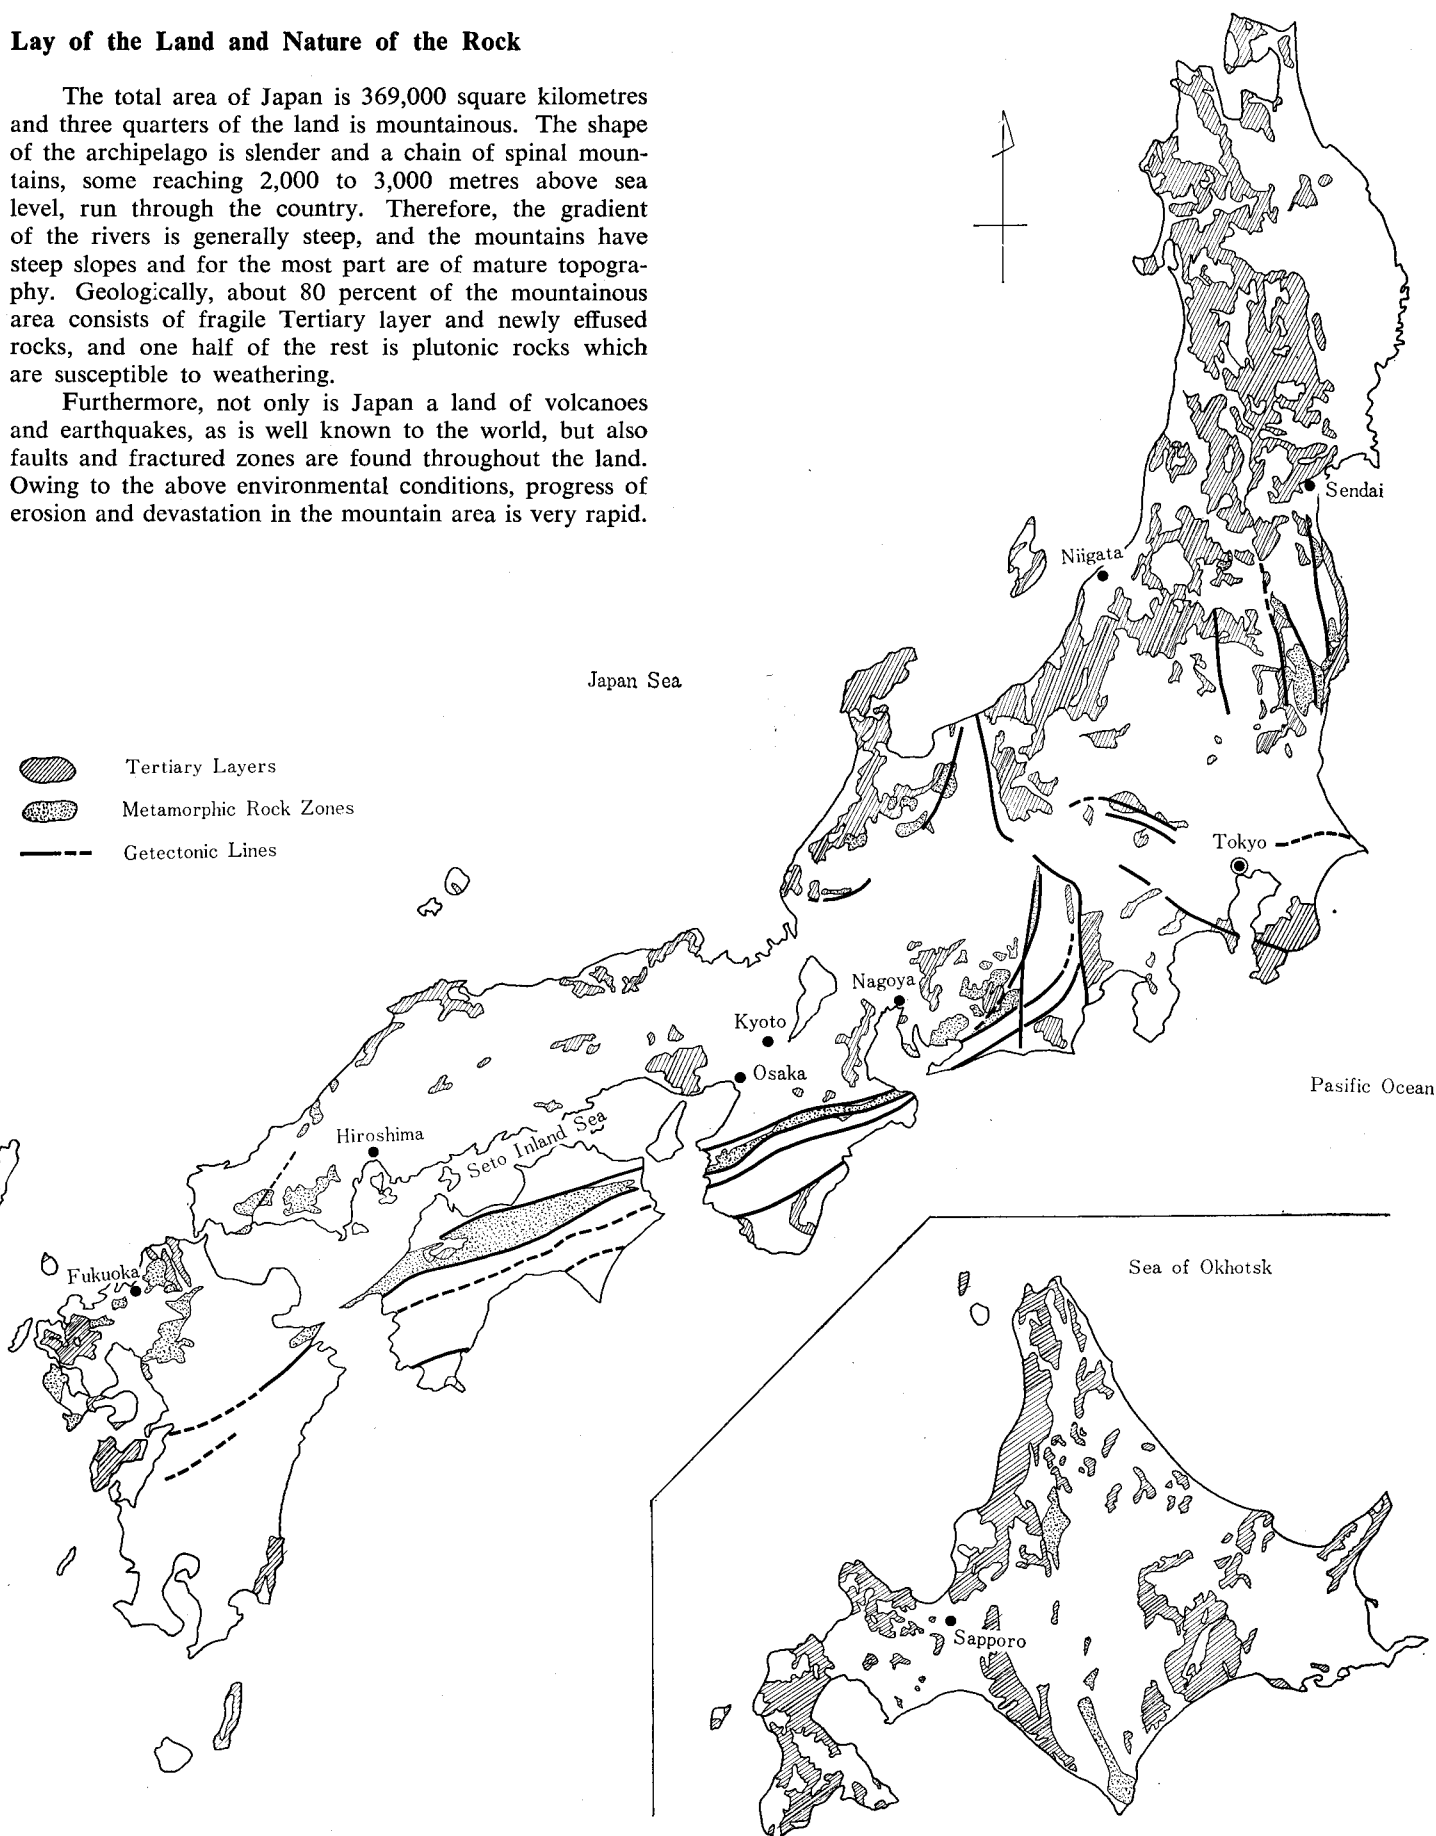 Lay of the Land and Nature of the Rock
The total area of Japan is 369,000 square kilometres
and three quarters of the land is mountainous. The shape
of the archipelago is slender and a chain of spinal moun-
tains, some reaching 2,000 to 3,000 metres above sea
level, run through the country. Therefore, the gradient
of the rivers is generally steep, and the mountains have
steep slopes and for the most part are of mature topogra-
phy. Geologically, about 80 percent of the mountainous
area consists of fragile Tertiary layer and newly effused
rocks, and one half of the rest is plutonic rocks which
are susceptible to weathering.
Furthermore, not only is Japan a land of volcanoes
and earthquakes, as is well known to the world, but also
faults and fractured zones are found throughout the land.
Owing to the above environmental conditions, progress of
erosion and devastation in the mountain area is very rapid.
Sendai
Niigata
Japan Sea
Tertiary Layers
Metamorphic Rock Zones
Getectonic Lines
Tokyo
Nagoya
Kyoto
Osaka
Pasific Ocean
Hiroshima
Seto Inland Sea
Fukuoka
Sea of Okhotsk
Sapporo